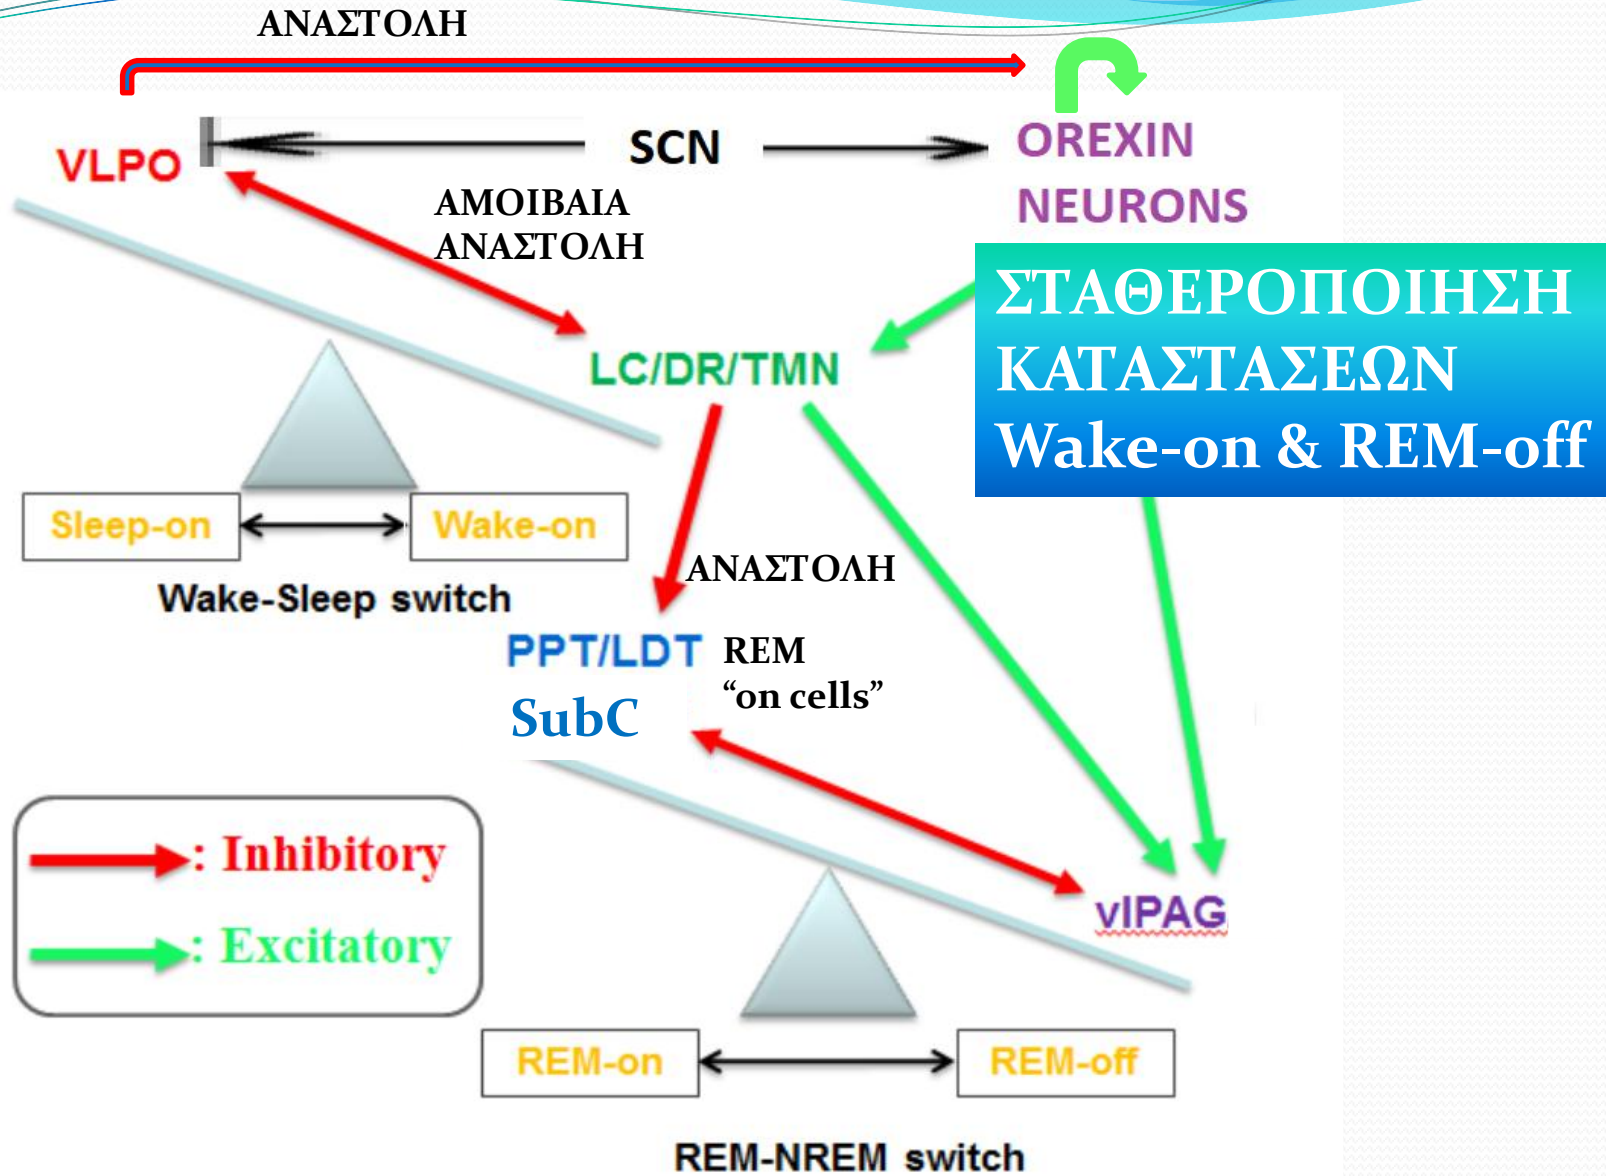 ΑΝΑΣΤΟΛΗ
VLPO
SCN
OREXIN
NEURONS
ΑΜΟΙΒΑΙΑ
ΑΝΑΣΤΟΛΗ
ΣΤΑΘΕΡΟΠΟΙΗΣΗ
ΚΑΤΑΣΤΑΣΕΩΝ
Wake-on & REM-off
LC/DR/TMN
Sleep-on
Wake-on
Wake-Sleep switch
ΑΝΑΣΤΟΛΗ
PPT/LDT
SubC
REM
“on cells”
: Inhibitory
: Excitatory
vlPAG
REM-on
REM-off
REM-NREM switch